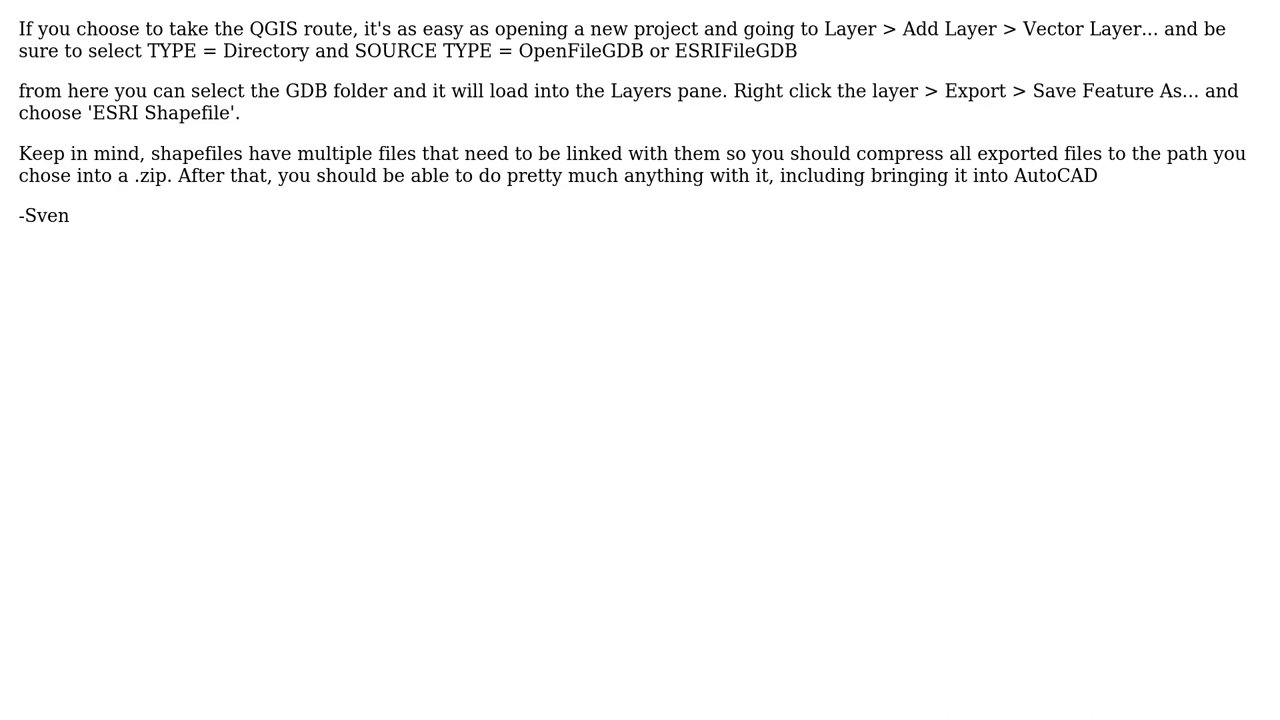 If you choose to take the QGIS route, it's as easy as opening a new project and going to Layer > Add Layer > Vector Layer... and be
sure to select TYPE = Directory and SOURCE TYPE = OpenFileGDB or ESRIFileGDB
from here you can select the GDB folder and it will load into the Layers pane. Right click the layer > Export > Save Feature As... and
choose 'ESRI Shapefile'.
Keep in mind, shapefiles have multiple files that need to be linked with them so you should compress all exported files to the path you
chose into a .zip. After that, you should be able to do pretty much anything with it, including bringing it into AutoCAD
-Sven